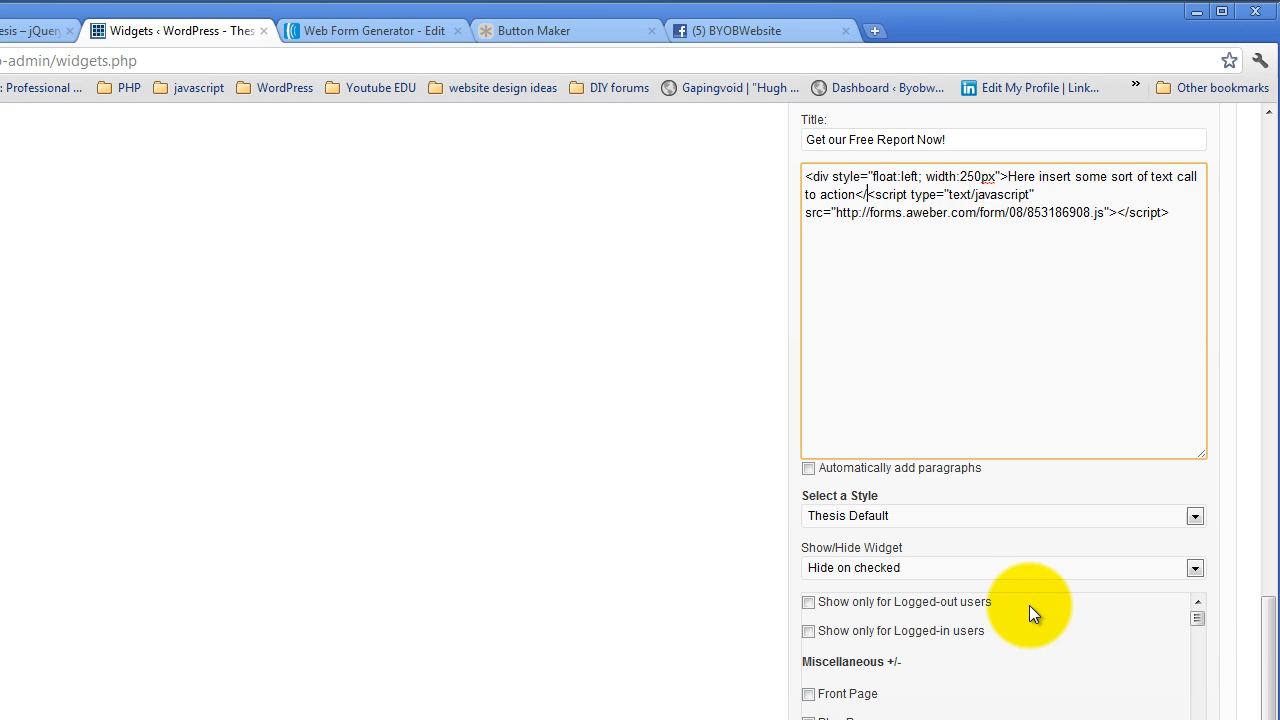 esis – jQuery
Widgets ‹ WordPress - Thes
Web Form Generator - Edit
Button Maker
(5) BYOBWebsite
-admin/widgets.php
: Professional ...
PHP
javascript
WordPress
Youtube EDU
website design ideas
DIY forums
Gapingvoid | "Hugh ...
Dashboard ‹ Byobw...
Edit My Profile | Link...
»
Other bookmarks
Title:
Get our Free Report Now!
<div style="float:left; width:250px">Here insert some sort of text call
to action</<script type="text/javascript"
src="http://forms.aweber.com/form/08/853186908.js"></script>
Automatically add paragraphs
Select a Style
Thesis Default
Show/Hide Widget
Hide on checked
Show only for Logged-out users
Show only for Logged-in users
Miscellaneous +/-
Front Page